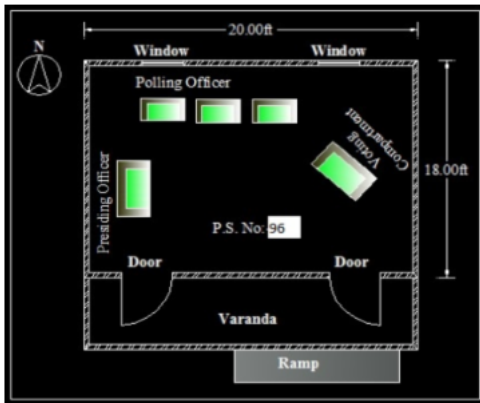 20.00ft
N
Window
Window
Polling Officer
Voting
Compartment
18.00ft
Presiding Officer
P.S. No: 96
Door
Door
Varanda
Ramp